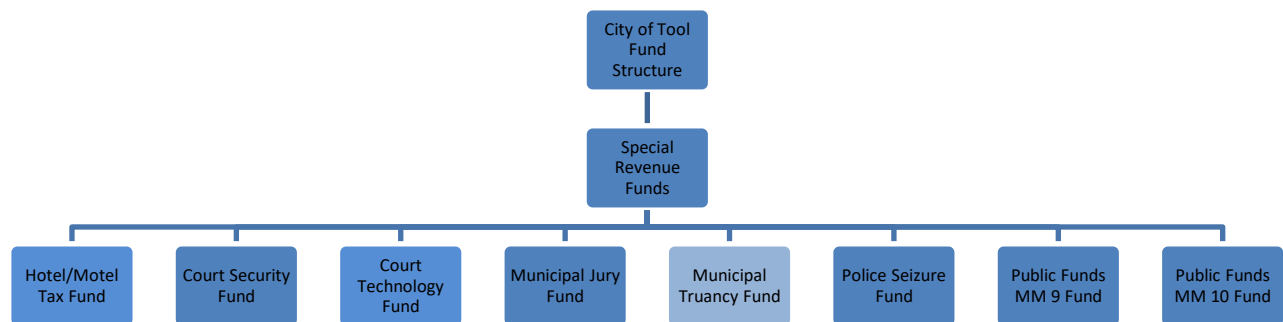 City of Tool
Fund
Structure
Special
Revenue
Funds
Hotel/Motel
Tax Fund
Court Security
Fund
Court
Technology
Fund
Municipal Jury
Fund
Municipal
Truancy Fund
Police Seizure
Fund
Public Funds
MM 9 Fund
Public Funds
MM 10 Fund